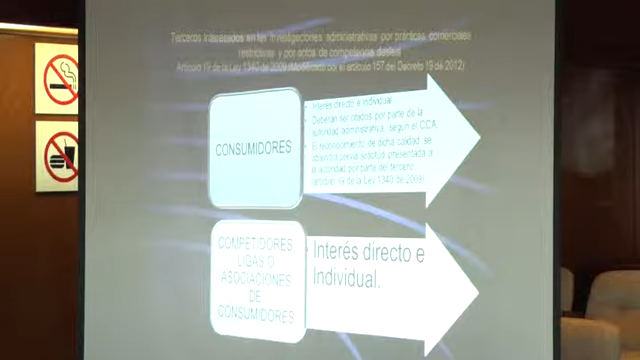 Terceros Interesados en las investigaciones administrativas por prácticas comerciales
restrictivas y por actos de competencia desleal
Artículo 19 de la Ley 1340 de 2009 (Modificado por el artículo 157 del Decreto 19 de 2012)
CONSUMIDORES
• Interés directo e individual
• Deberán ser citados por parte de la
autoridad administrativa, según el CCA.
• El reconocimiento de dicha calidad, se
obtendrá previa solicitud presentada a
la autoridad por parte del tercero
(artículo 19 de la Ley 1340 de 2009).
COMPETIDORES,
LIGAS O
ASOCIACIONES
DE
CONSUMIDORES
• Interés directo e
Individual.